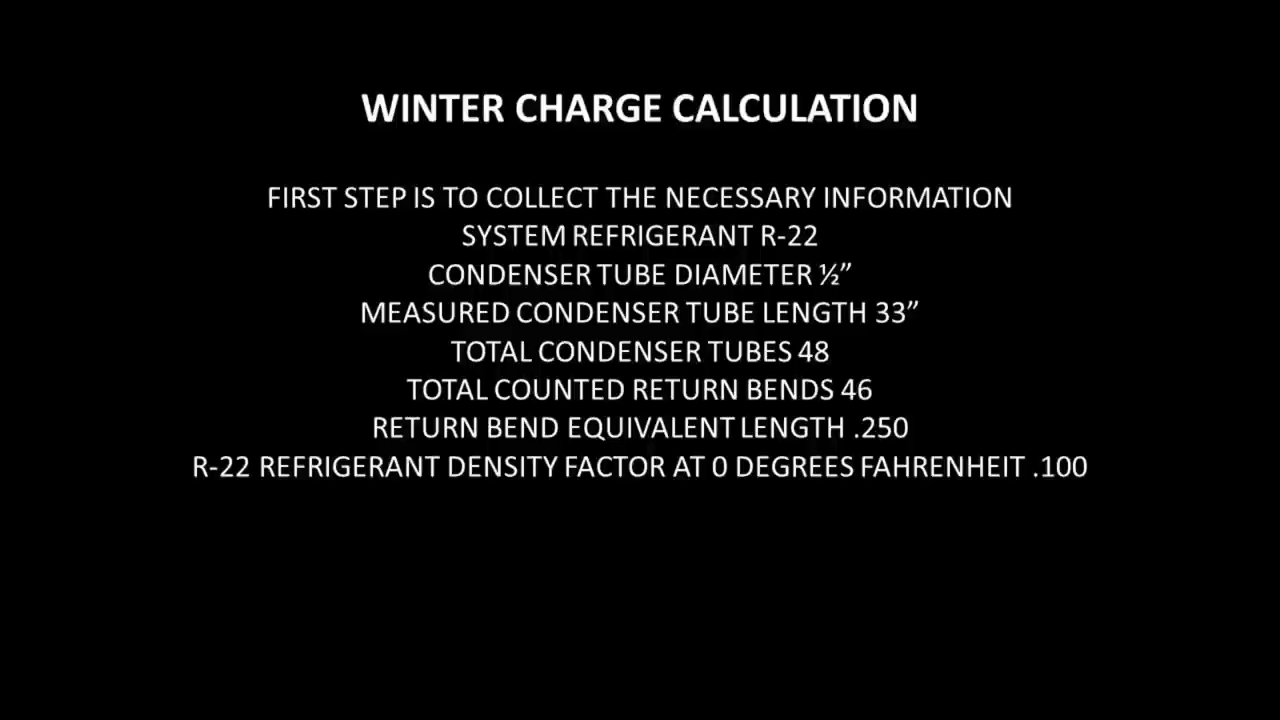 WINTER CHARGE CALCULATION
FIRST STEP IS TO COLLECT THE NECESSARY INFORMATION
SYSTEM REFRIGERANT R-22
CONDENSER TUBE DIAMETER ½”
MEASURED CONDENSER TUBE LENGTH 33”
TOTAL CONDENSER TUBES 48
TOTAL COUNTED RETURN BENDS 46
RETURN BEND EQUIVALENT LENGTH .250
R-22 REFRIGERANT DENSITY FACTOR AT 0 DEGREES FAHRENHEIT .100